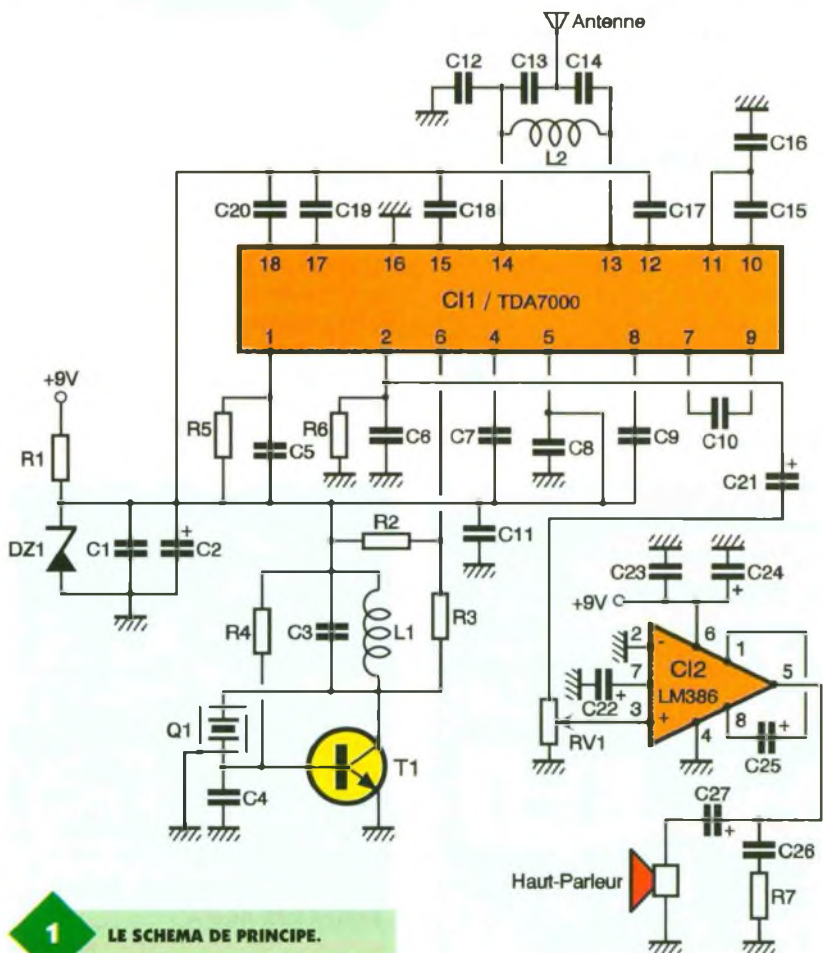 Antenne
C12 C13 C14
L2
C16
C20 C19 C18 C17 C15
18 17 16 15 14 13 12 11 10
CI1 / TDA7000
1 2 6 4 5 8 7 9
+9V
R1
R5
C5
R6
C6
C7
C8
C9
C10
C21
DZ1
C1
+
C2
R2
C11
R4
C3
L1
R3
C23
C24
+
+9V
2 - 6 1
CI2
5
7
C22
+
LM386
3 +
8
4
RV1
+
C25
+
Q1
T1
C4
C27
+
C26
Haut-Parleur
R7
1
LE SCHEMA DE PRINCIPE.